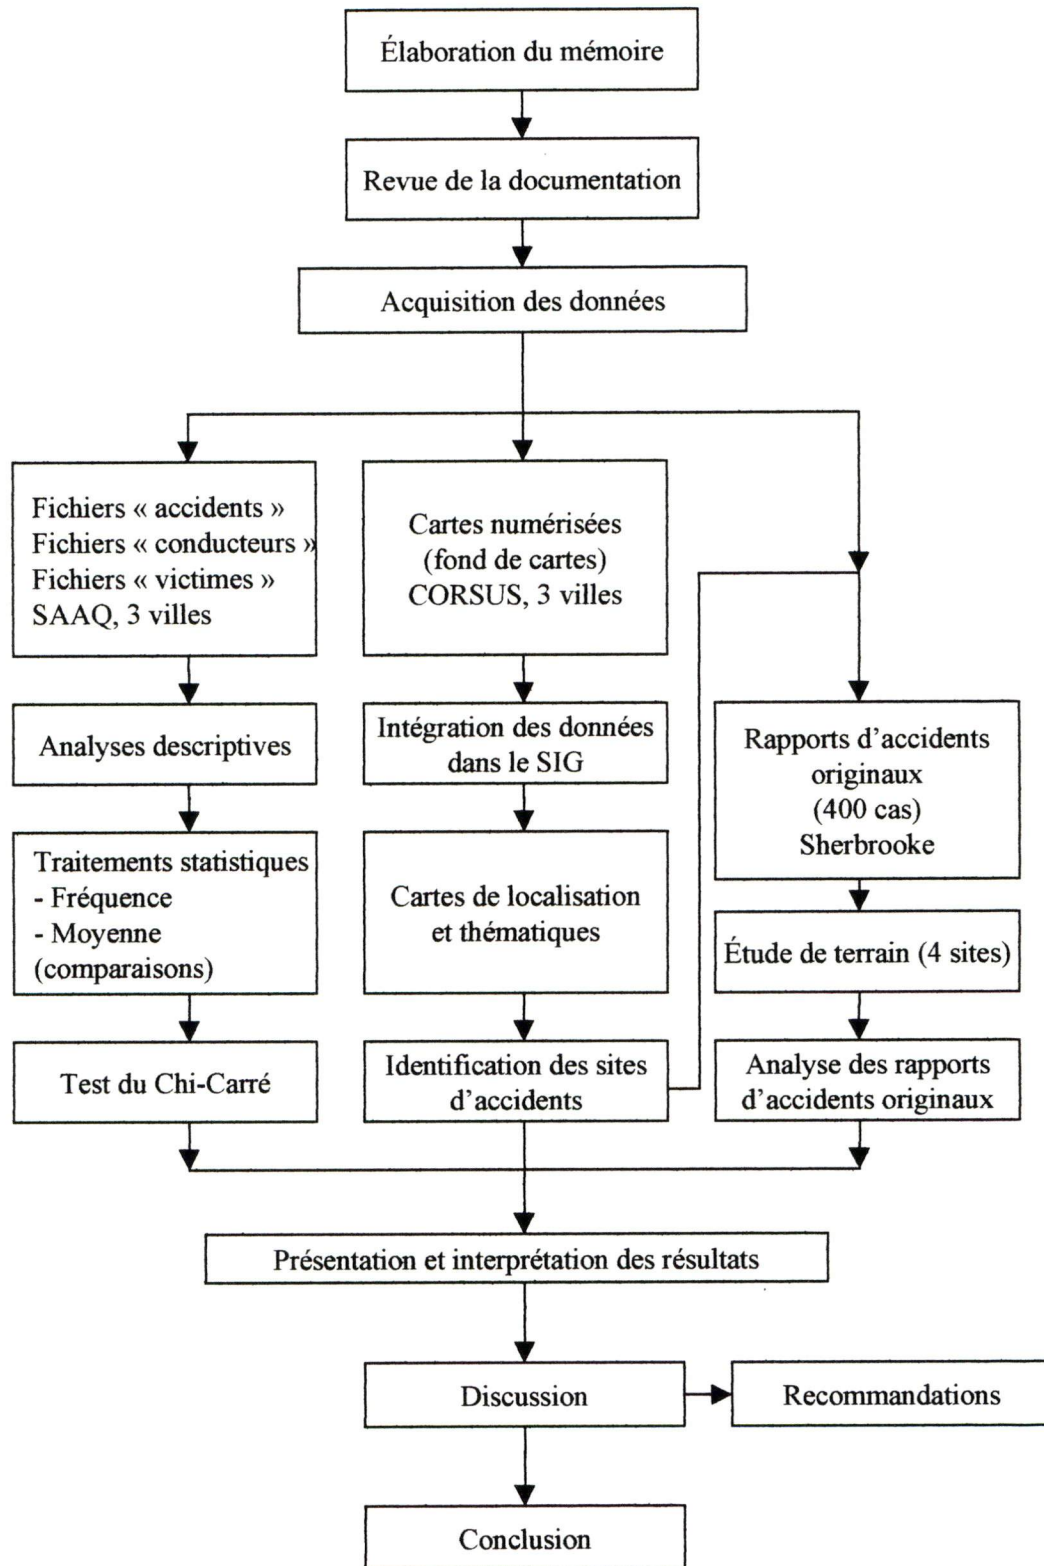 Élaboration du mémoire
Revue de la documentation
Acquisition des données
Fichiers « accidents »
Fichiers « conducteurs »
Fichiers « victimes »
SAAQ, 3 villes
Analyses descriptives
Traitements statistiques
- Fréquence
- Moyenne
(comparaisons)
Test du Chi-Carré
Cartes numérisées
(fond de cartes)
CORSUS, 3 villes
Intégration des données
dans le SIG
Cartes de localisation
et thématiques
Identification des sites
d'accidents
Rapports d'accidents
originaux
(400 cas)
Sherbrooke
Étude de terrain (4 sites)
Analyse des rapports
d'accidents originaux
Présentation et interprétation des résultats
Discussion
Recommandations
Conclusion